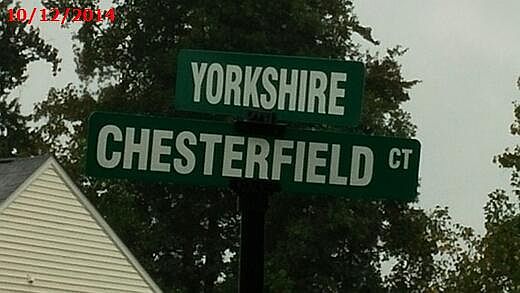 10/12/2014
YORKSHIRE
CHESTERFIELD CT